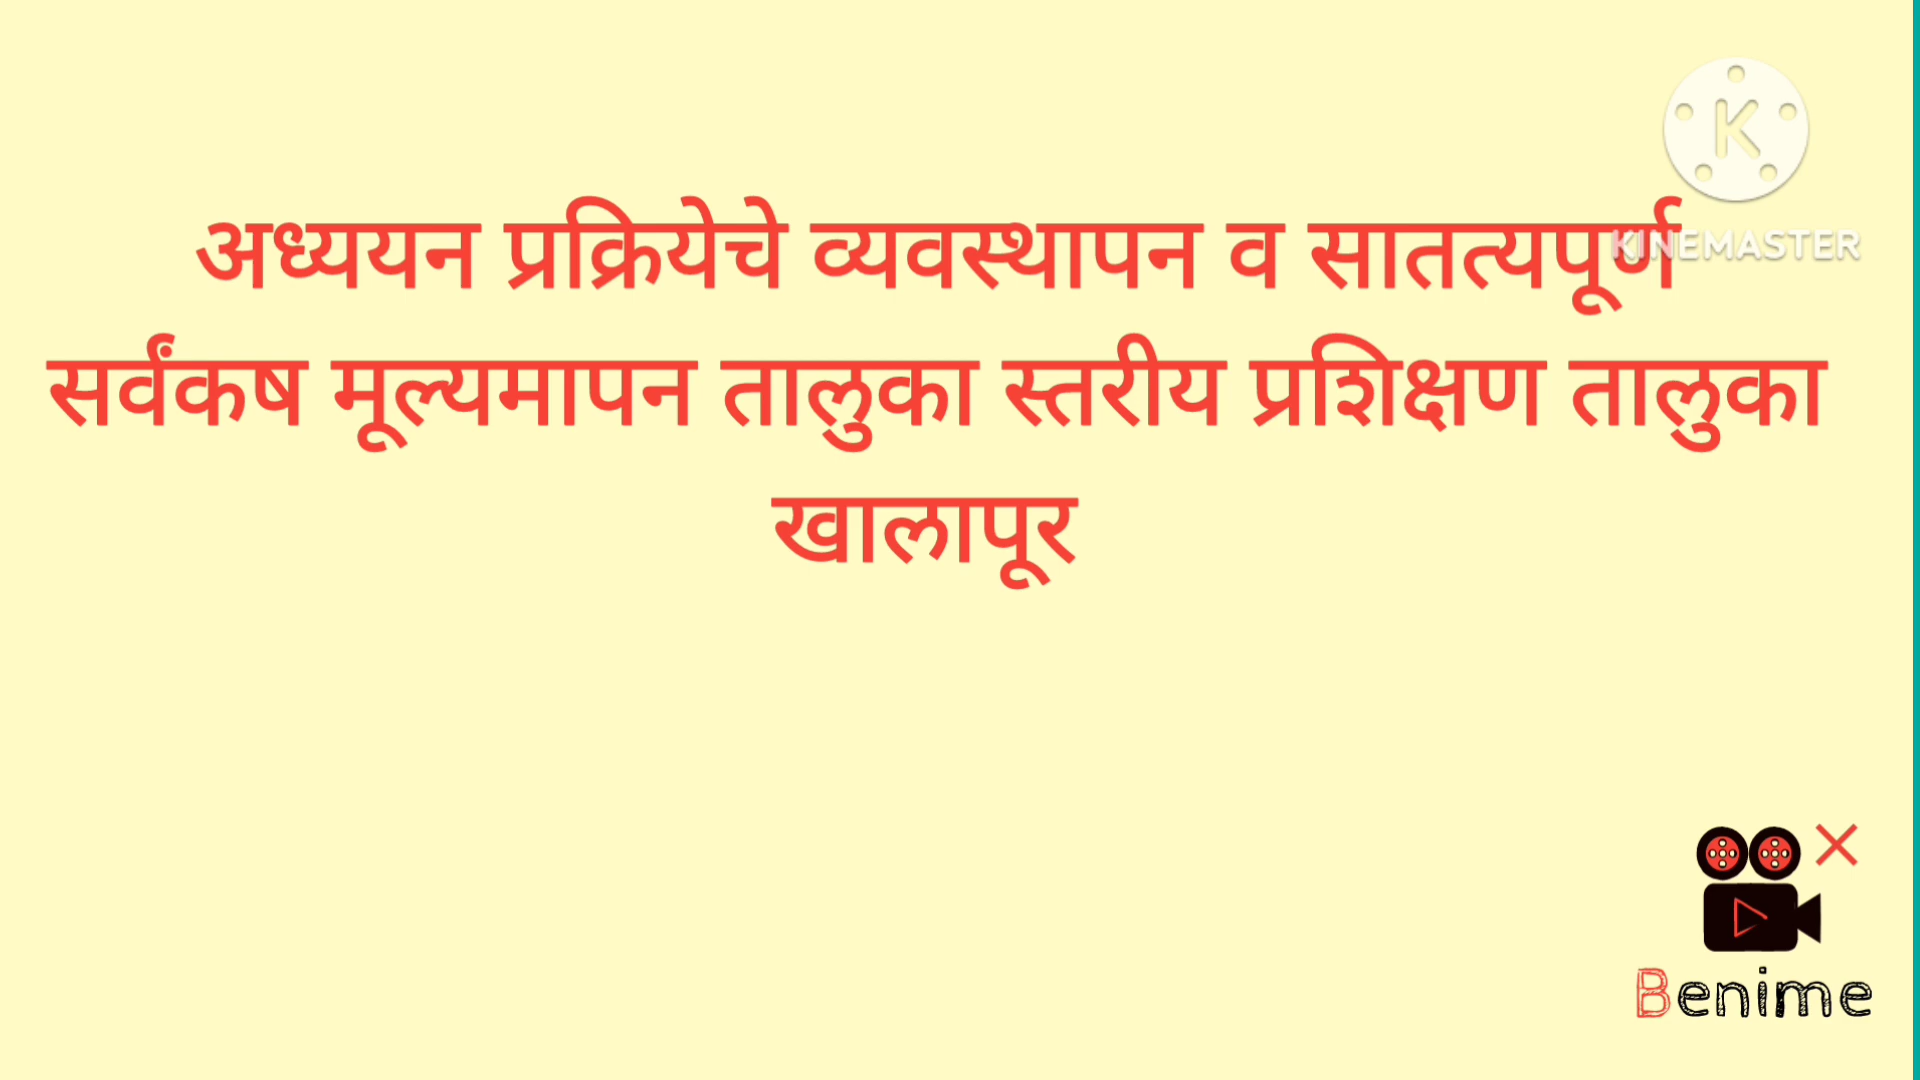 अध्ययन प्रक्रियेचे व्यवस्थापन व सातत्यपूर्ण
सर्वंकष मूल्यमापन तालुका स्तरीय प्रशिक्षण तालुका
खालापूर
K
KINEMASTER
Benime